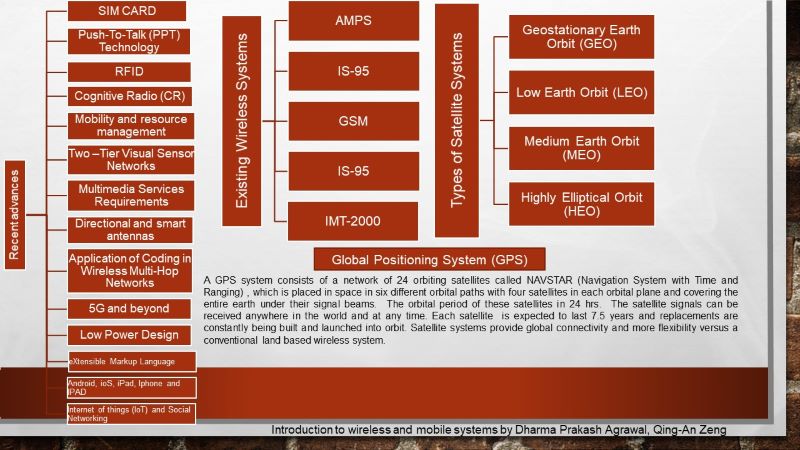 Recent advances
SIM CARD
Push-To-Talk (PPT)
Technology
RFID
Cognitive Radio (CR)
Mobility and resource
management
Two –Tier Visual Sensor
Networks
Multimedia Services
Requirements
Directional and smart
antennas
Application of Coding in
Wireless Multi-Hop
Networks
5G and beyond
Low Power Design
eXtensible Markup Language
Android, ioS, iPad, Iphone and
IPAD
Internet of things (IoT) and Social
Networking
Existing Wireless Systems
AMPS
IS-95
GSM
IS-95
IMT-2000
Types of Satellite Systems
Geostationary Earth
Orbit (GEO)
Low Earth Orbit (LEO)
Medium Earth Orbit
(MEO)
Highly Elliptical Orbit
(HEO)
Global Positioning System (GPS)
A GPS system consists of a network of 24 orbiting satellites called NAVSTAR (Navigation System with Time and
Ranging) , which is placed in space in six different orbital paths with four satellites in each orbital plane and covering the
entire earth under their signal beams. The orbital period of these satellites in 24 hrs. The satellite signals can be
received anywhere in the world and at any time. Each satellite is expected to last 7.5 years and replacements are
constantly being built and launched into orbit. Satellite systems provide global connectivity and more flexibility versus a
conventional land based wireless system.
Introduction to wireless and mobile systems by Dharma Prakash Agrawal, Qing-An Zeng